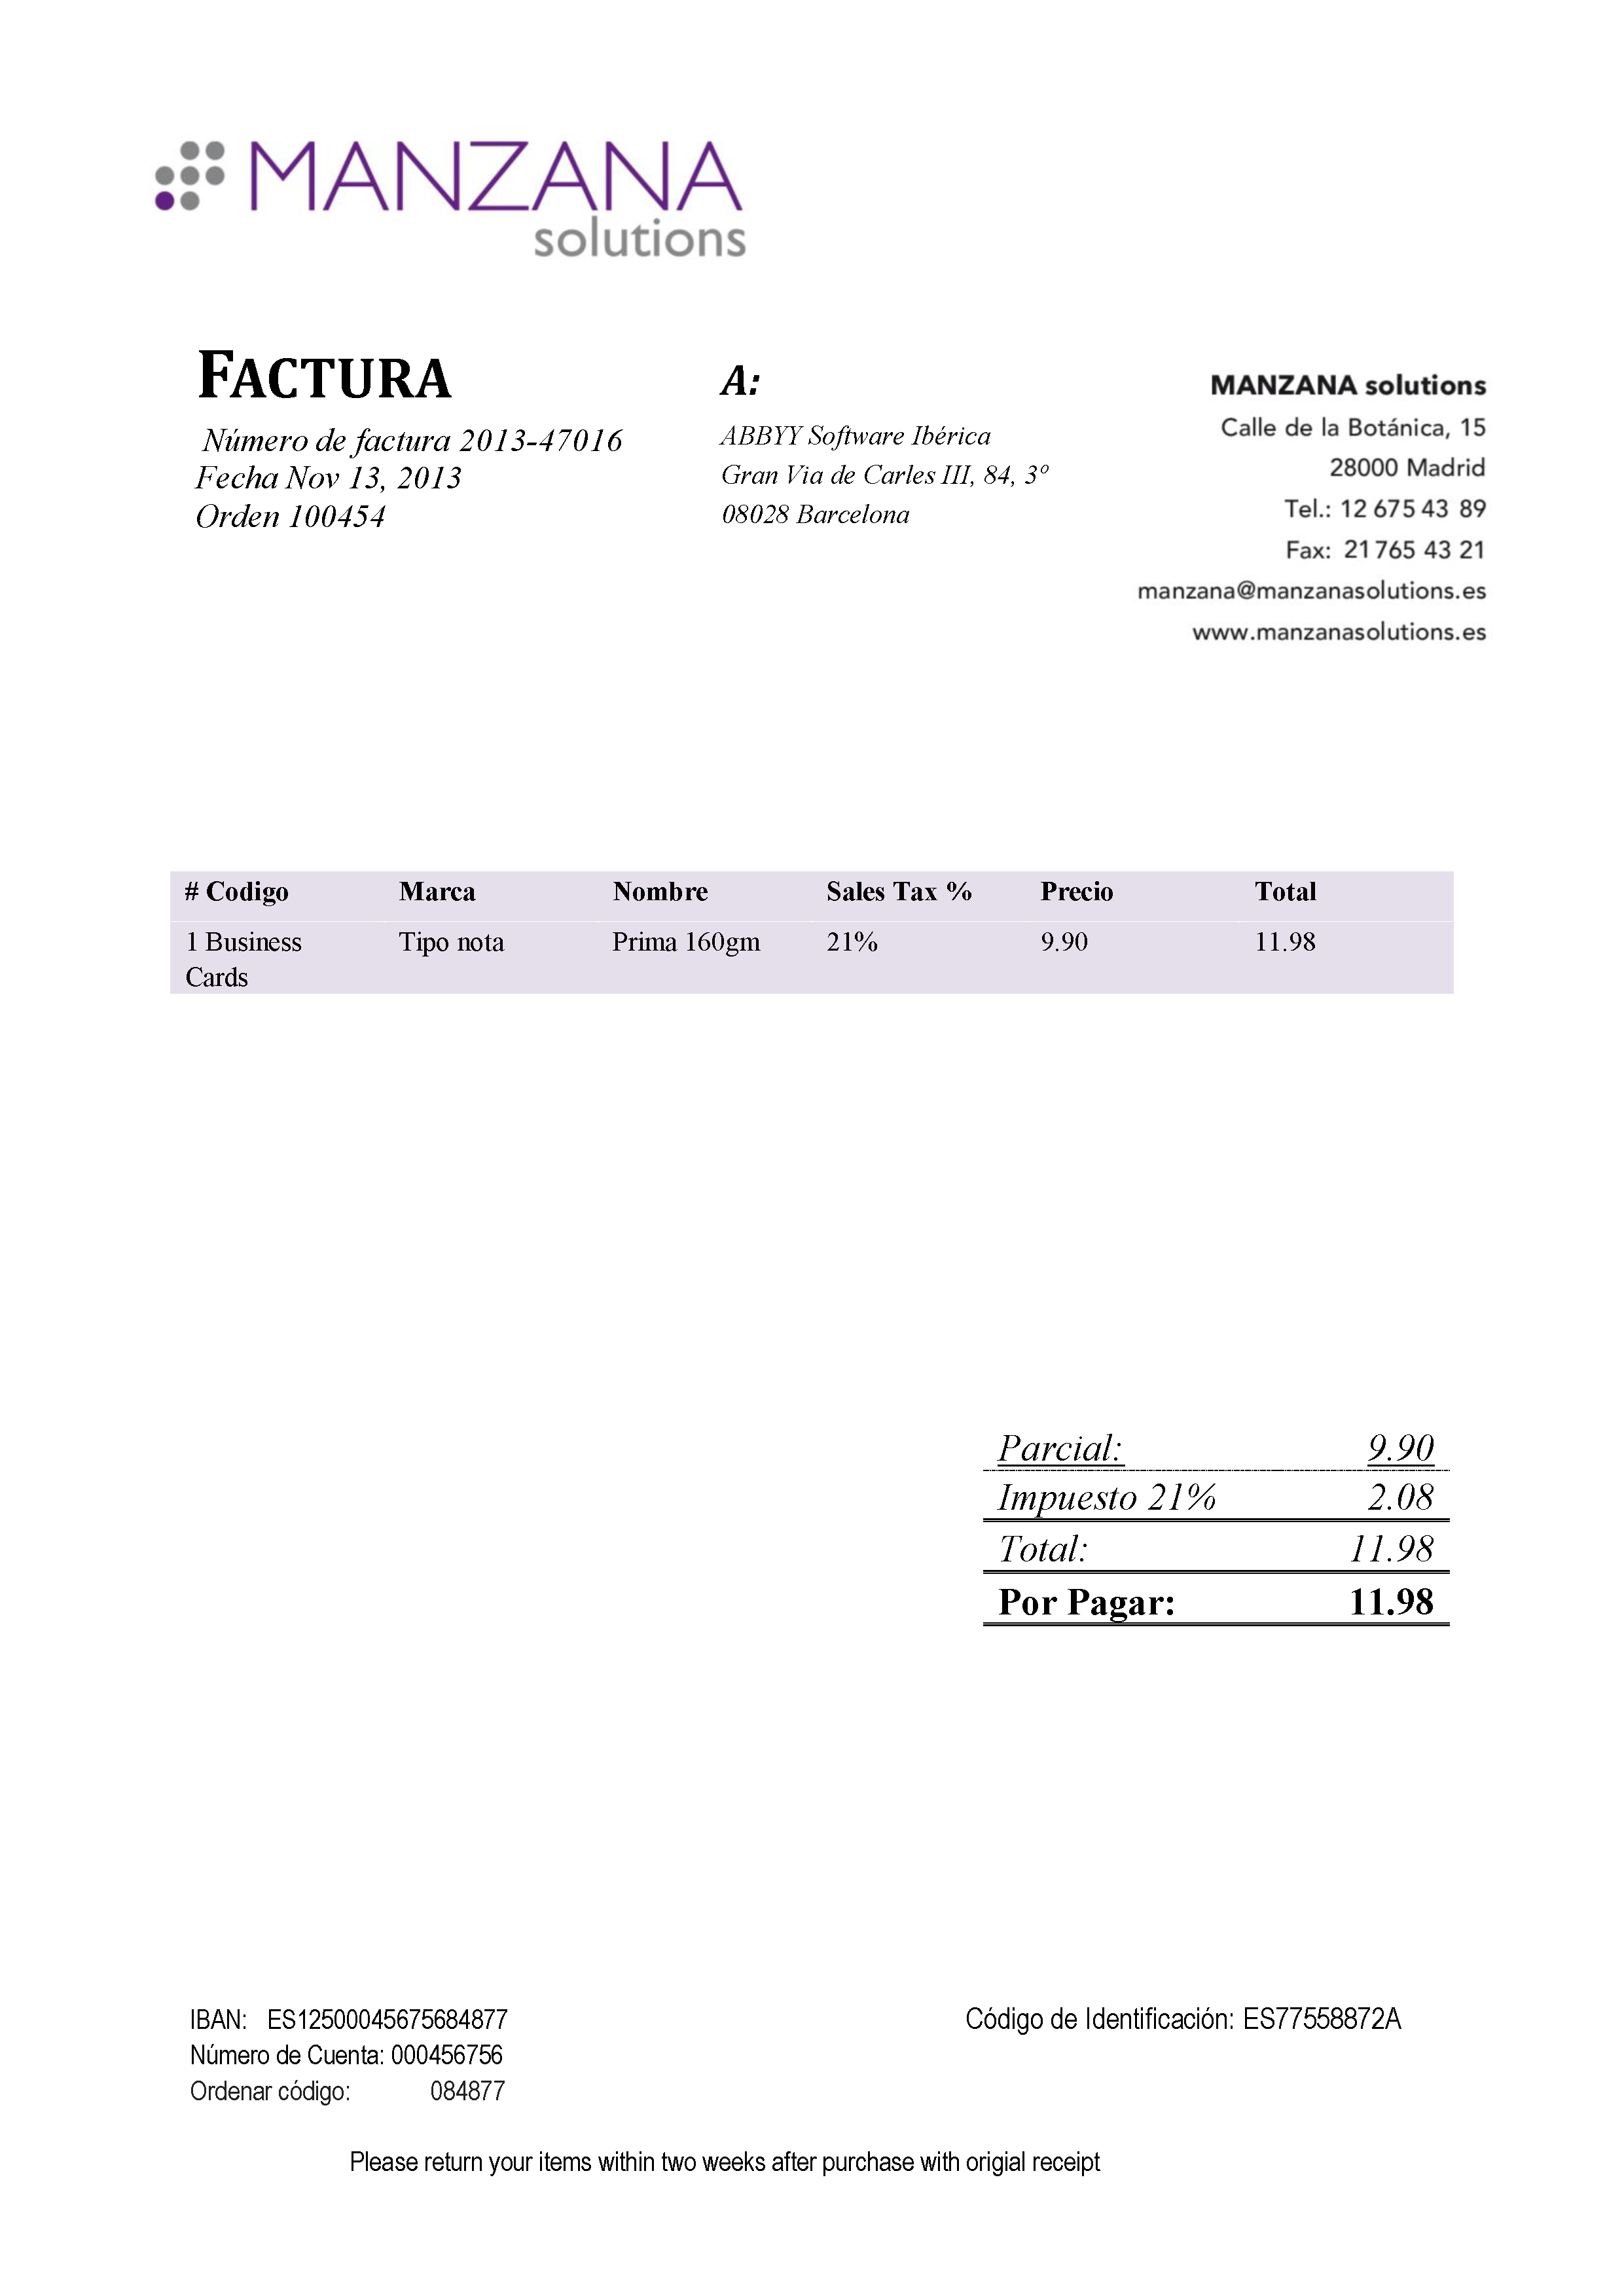 MANZANA
solutions
FACTURA
Número de factura 2013-47016
Fecha Nov 13, 2013
Orden 100454
A:
ABBYY Software Ibérica
Gran Via de Carles III, 84, 3º
08028 Barcelona
MANZANA solutions
Calle de la Botánica, 15
28000 Madrid
Tel.: 12 675 43 89
Fax: 21 765 43 21
manzana@manzanasolutions.es
www.manzanasolutions.es
# Codigo Marca Nombre Sales Tax % Precio Total
1 Business Tipo nota Prima 160gm 21% 9.90 11.98
Cards
Parcial: 9.90
Impuesto 21% 2.08
Total: 11.98
Por Pagar: 11.98
IBAN: ES12500045675684877 Código de Identificación: ES77558872A
Número de Cuenta: 000456756
Ordenar código: 084877
Please return your items within two weeks after purchase with origial receipt